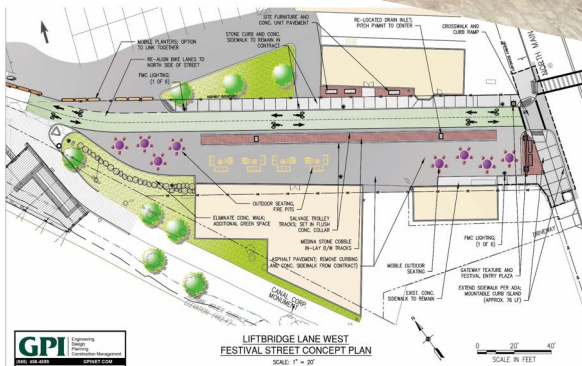 SITE FURNITURE AND
CONC. UNIT PAVEMENT
STONE CURB AND CONC.
SIDEWALK TO REMAIN IN
CONTRACT
MOBILE PLANTERS; OPTION
TO LINK TOGETHER
RE-ALIGN BIKE LANES TO
NORTH SIDE OF STREET
FMC LIGHTING;
(1 OF 6)
RE-LOCATED DRAIN INLET;
PITCH PVMNT TO CENTER
CROSSWALK AND
CURB RAMP
NORTH MAIN
OUTDOOR SEATING,
FIRE PITS
ELIMINATE CONC. WALK;
ADDITIONAL GREEN SPACE
SALVAGE TROLLEY
TRACKS; SET IN FLUSH
CONC. COLLAR
MEDINA STONE COBBLE
IN-LAY B/W TRACKS
ASPHALT PAVEMENT; REMOVE CURBING
AND CONC. SIDEWALK FROM CONTRACT)
MOBILE OUTDOOR
SEATING
EXIST. CONC.
SIDEWALK TO REMAIN
FMC LIGHTING;
(1 OF 6)
DRIVEWAY
GATEWAY FEATURE AND
FESTIVAL ENTRY PLAZA
EXTEND SIDEWALK PER ADA;
MOUNTABLE CURB ISLAND
(APPROX. 76 LF)
CANAL CORP.
MONUMENT
GPI
Engineering
Design
Planning
Construction Management
GPINET.COM
LIFTBRIDGE LANE WEST
FESTIVAL STREET CONCEPT PLAN
SCALE: 1" = 20'
0 20' 40'
SCALE IN FEET